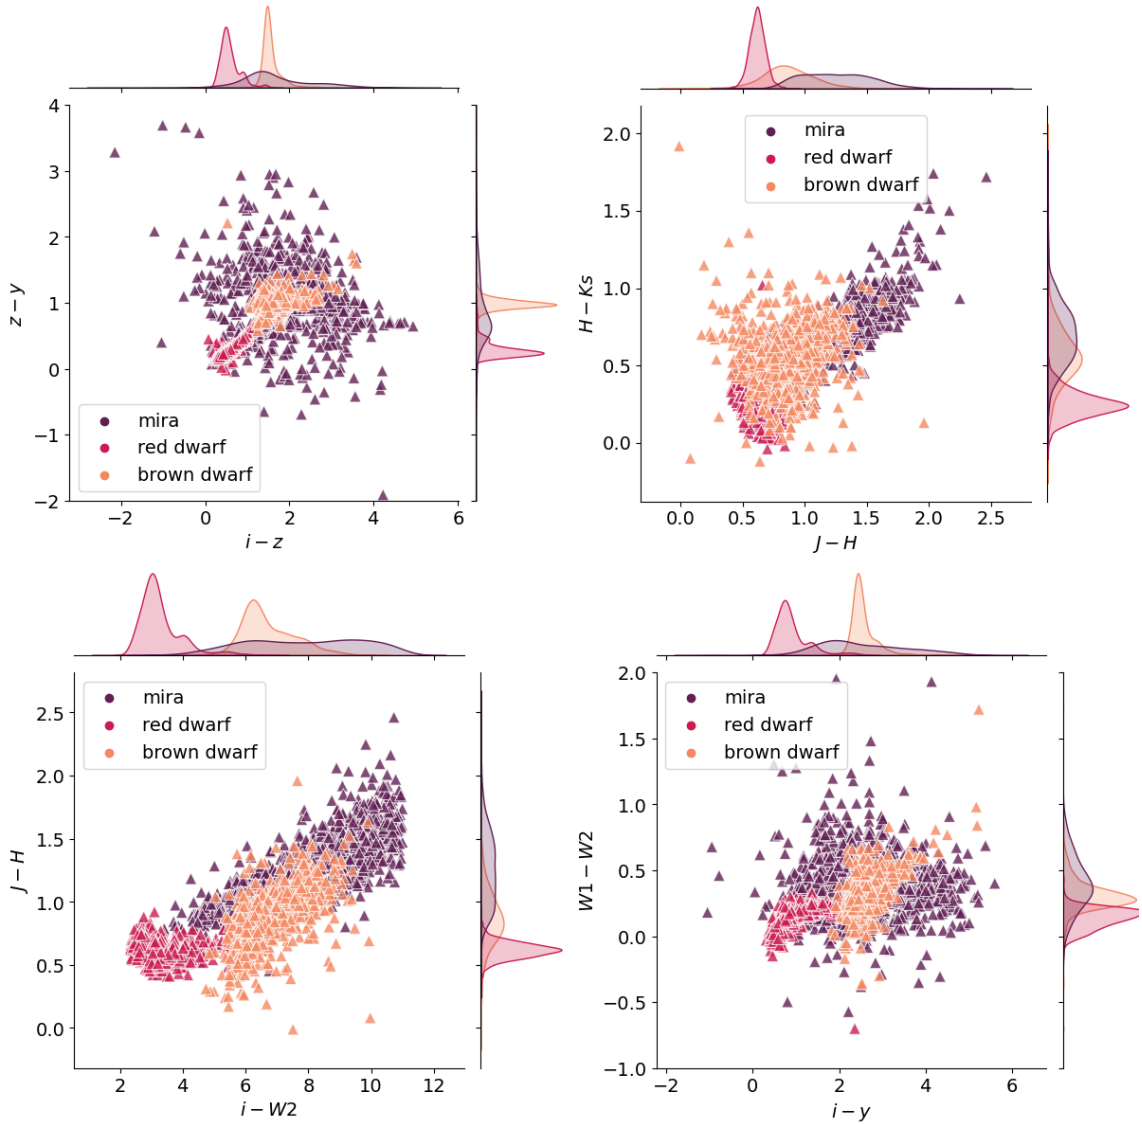 4
3
2
1
0
−1
−2
z − y
mira
red dwarf
brown dwarf
−2 0 2 4 6
i − z
2.0
1.5
1.0
0.5
0.0
H − Ks
mira
red dwarf
brown dwarf
0.0 0.5 1.0 1.5 2.0 2.5
J − H
2.5
2.0
1.5
1.0
0.5
0.0
J − H
mira
red dwarf
brown dwarf
2 4 6 8 10 12
i − W2
2.0
1.5
1.0
0.5
0.0
−0.5
−1.0
W1 − W2
mira
red dwarf
brown dwarf
−2 0 2 4 6
i − y